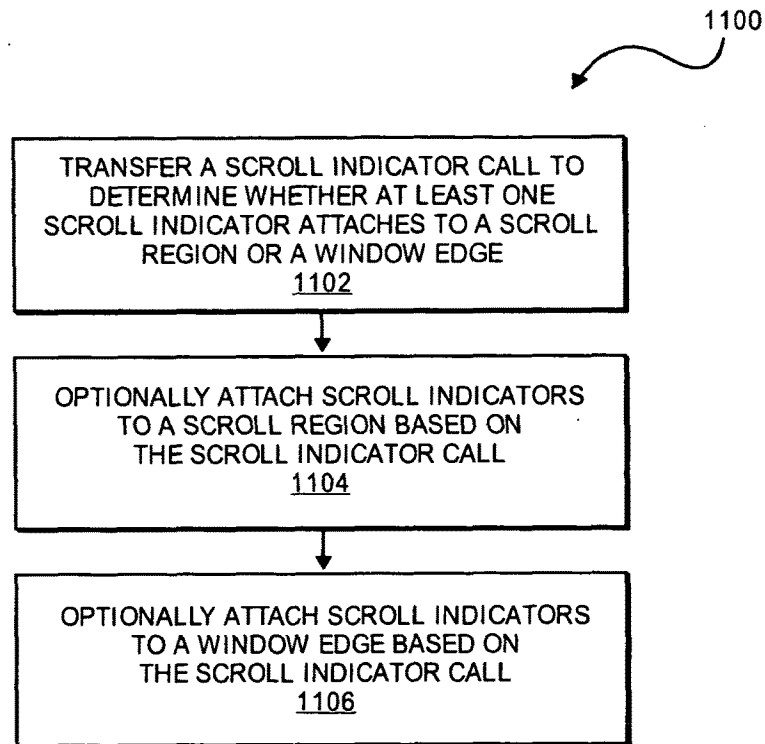 1100
TRANSFER A SCROLL INDICATOR CALL TO
DETERMINE WHETHER AT LEAST ONE
SCROLL INDICATOR ATTACHES TO A SCROLL
REGION OR A WINDOW EDGE
1102
OPTIONALLY ATTACH SCROLL INDICATORS
TO A SCROLL REGION BASED ON
THE SCROLL INDICATOR CALL
1104
OPTIONALLY ATTACH SCROLL INDICATORS
TO A WINDOW EDGE BASED ON
THE SCROLL INDICATOR CALL
1106